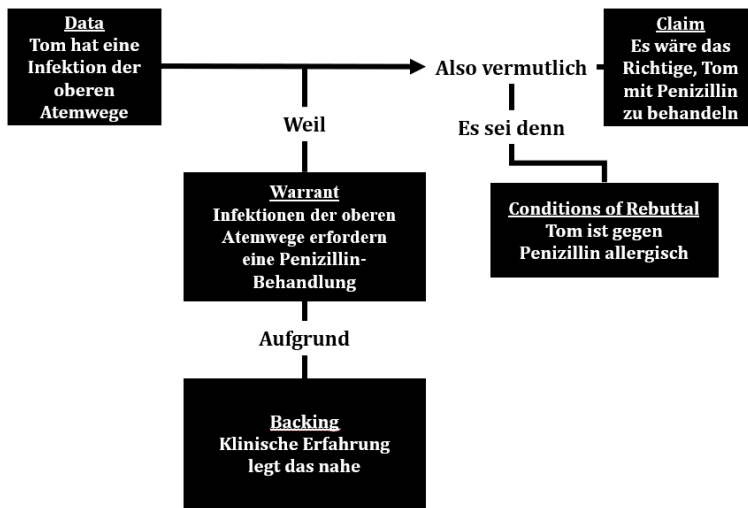 Data
Tom hat eine
Infektion der
oberen
Atemwege
Also vermutlich
Claim
Es wäre das
Richtige, Tom
mit Penizillin
zu behandeln
Weil
Es sei denn
Warrant
Infektionen der oberen
Atemwege erfordern
eine Penizillin-
Behandlung
Conditions of Rebuttal
Tom ist gegen
Penizillin allergisch
Aufgrund
Backing
Klinische Erfahrung
legt das nahe